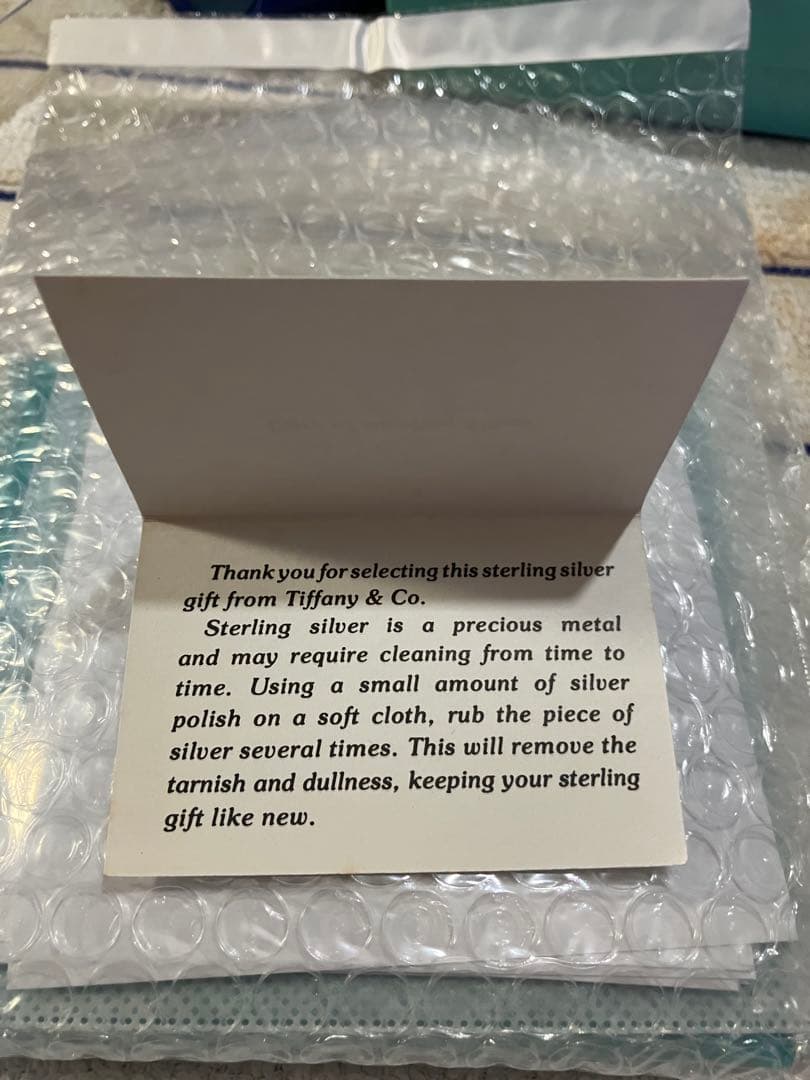 Thank you for selecting this sterling silver
gift from Tiffany & Co.
Sterling silver is a precious metal
and may require cleaning from time to
time. Using a small amount of silver
polish on a soft cloth, rub the piece of
silver several times. This will remove the
tarnish and dullness, keeping your sterling
gift like new.